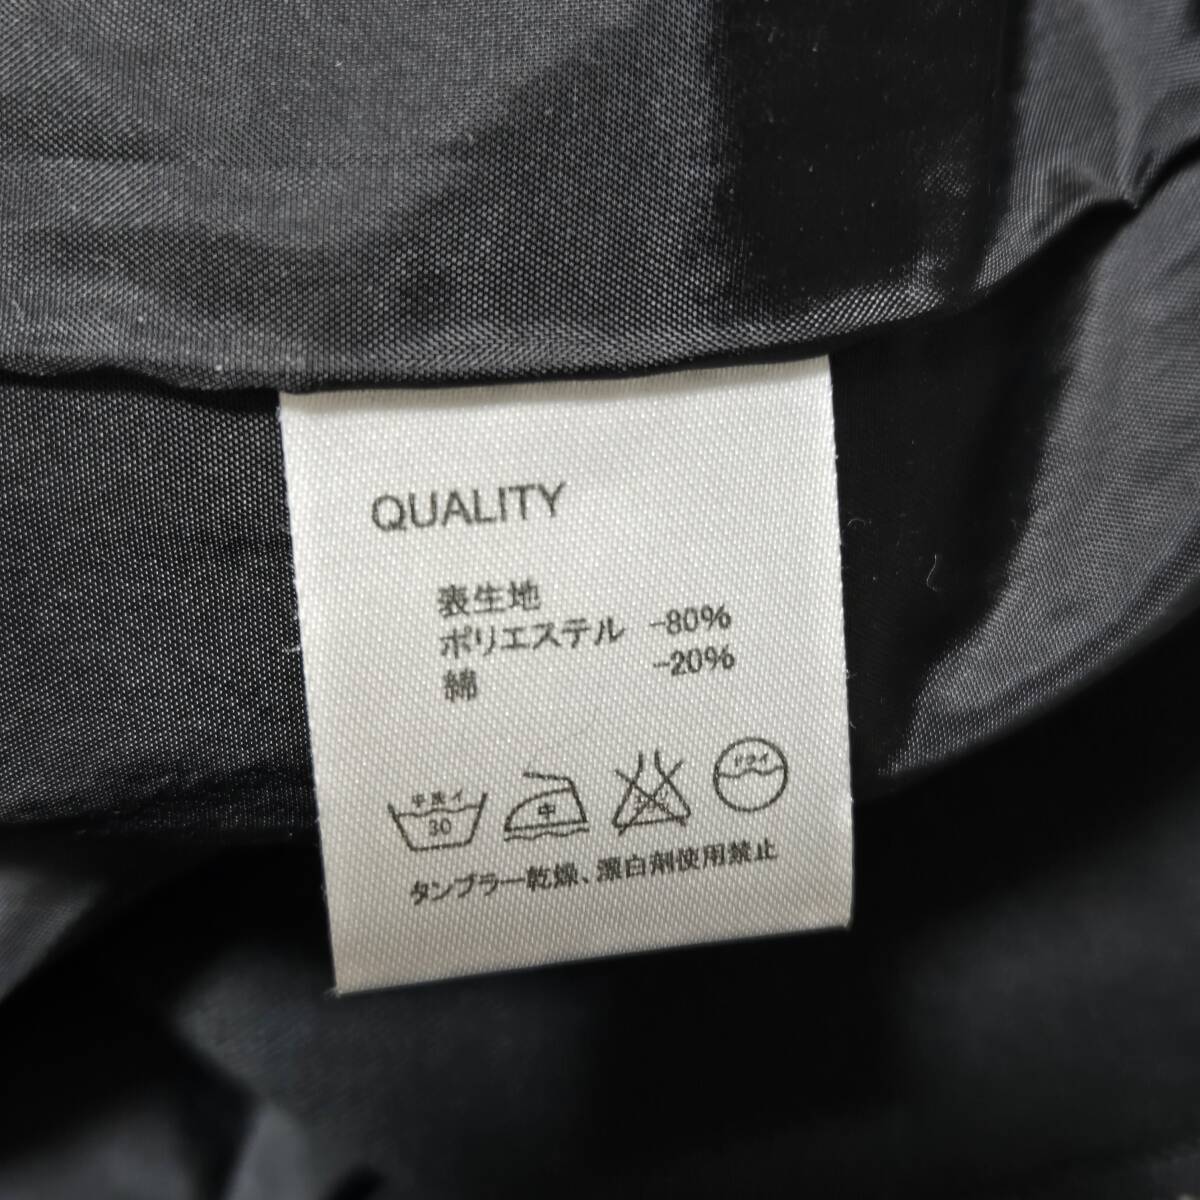 QUALITY
表生地
ポリエステル -80%
綿 -20%
手洗イ
30
中
ドライ
タンブラー乾燥、漂白剤使用禁止